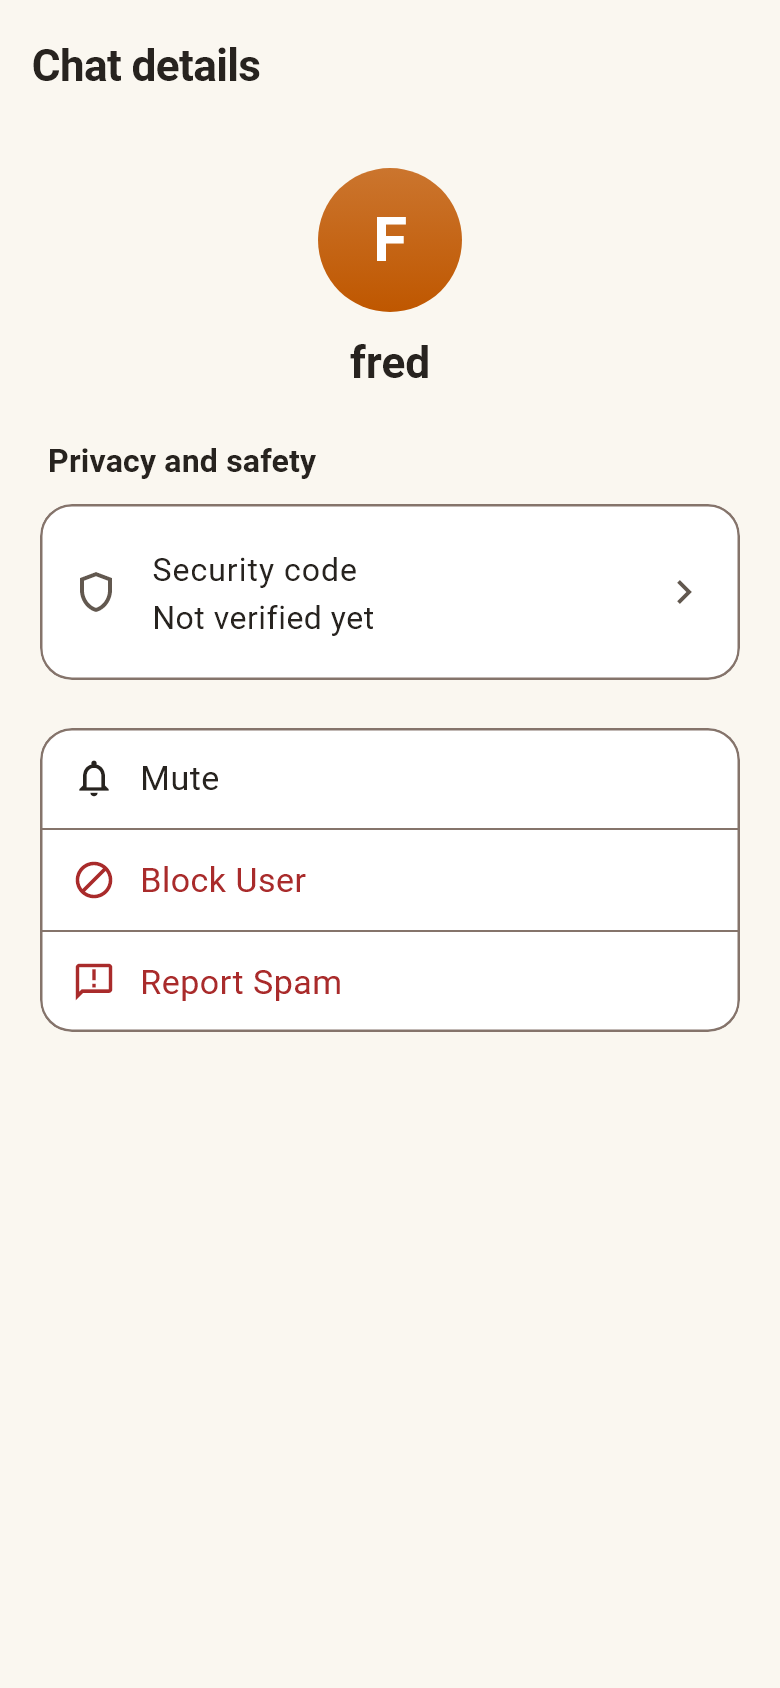 Chat details
F
fred
Privacy and safety
Security code
Not verified yet
Mute
Block User
Report Spam